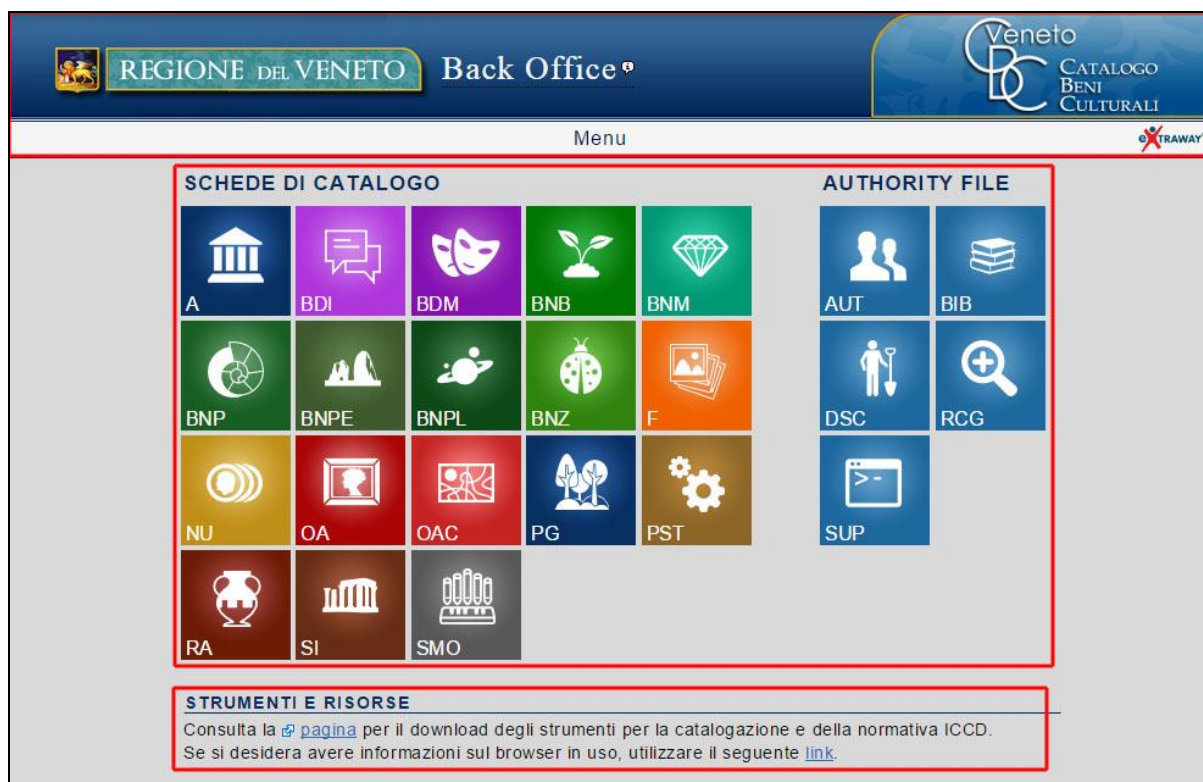 REGIONE DEL VENETO
Back Office
Veneto
CBC
CATALOGO
BENI
CULTURALI
Menu
eXTRAWAY
SCHEDE DI CATALOGO
A
BDI
BDM
BNB
BNM
BNP
BNPE
BNPL
BNZ
F
NU
OA
OAC
PG
PST
RA
SI
SMO
AUTHORITY FILE
AUT
BIB
DSC
RCG
SUP
STRUMENTI E RISORSE
Consulta la pagina per il download degli strumenti per la catalogazione e della normativa ICCD.
Se si desidera avere informazioni sul browser in uso, utilizzare il seguente link.